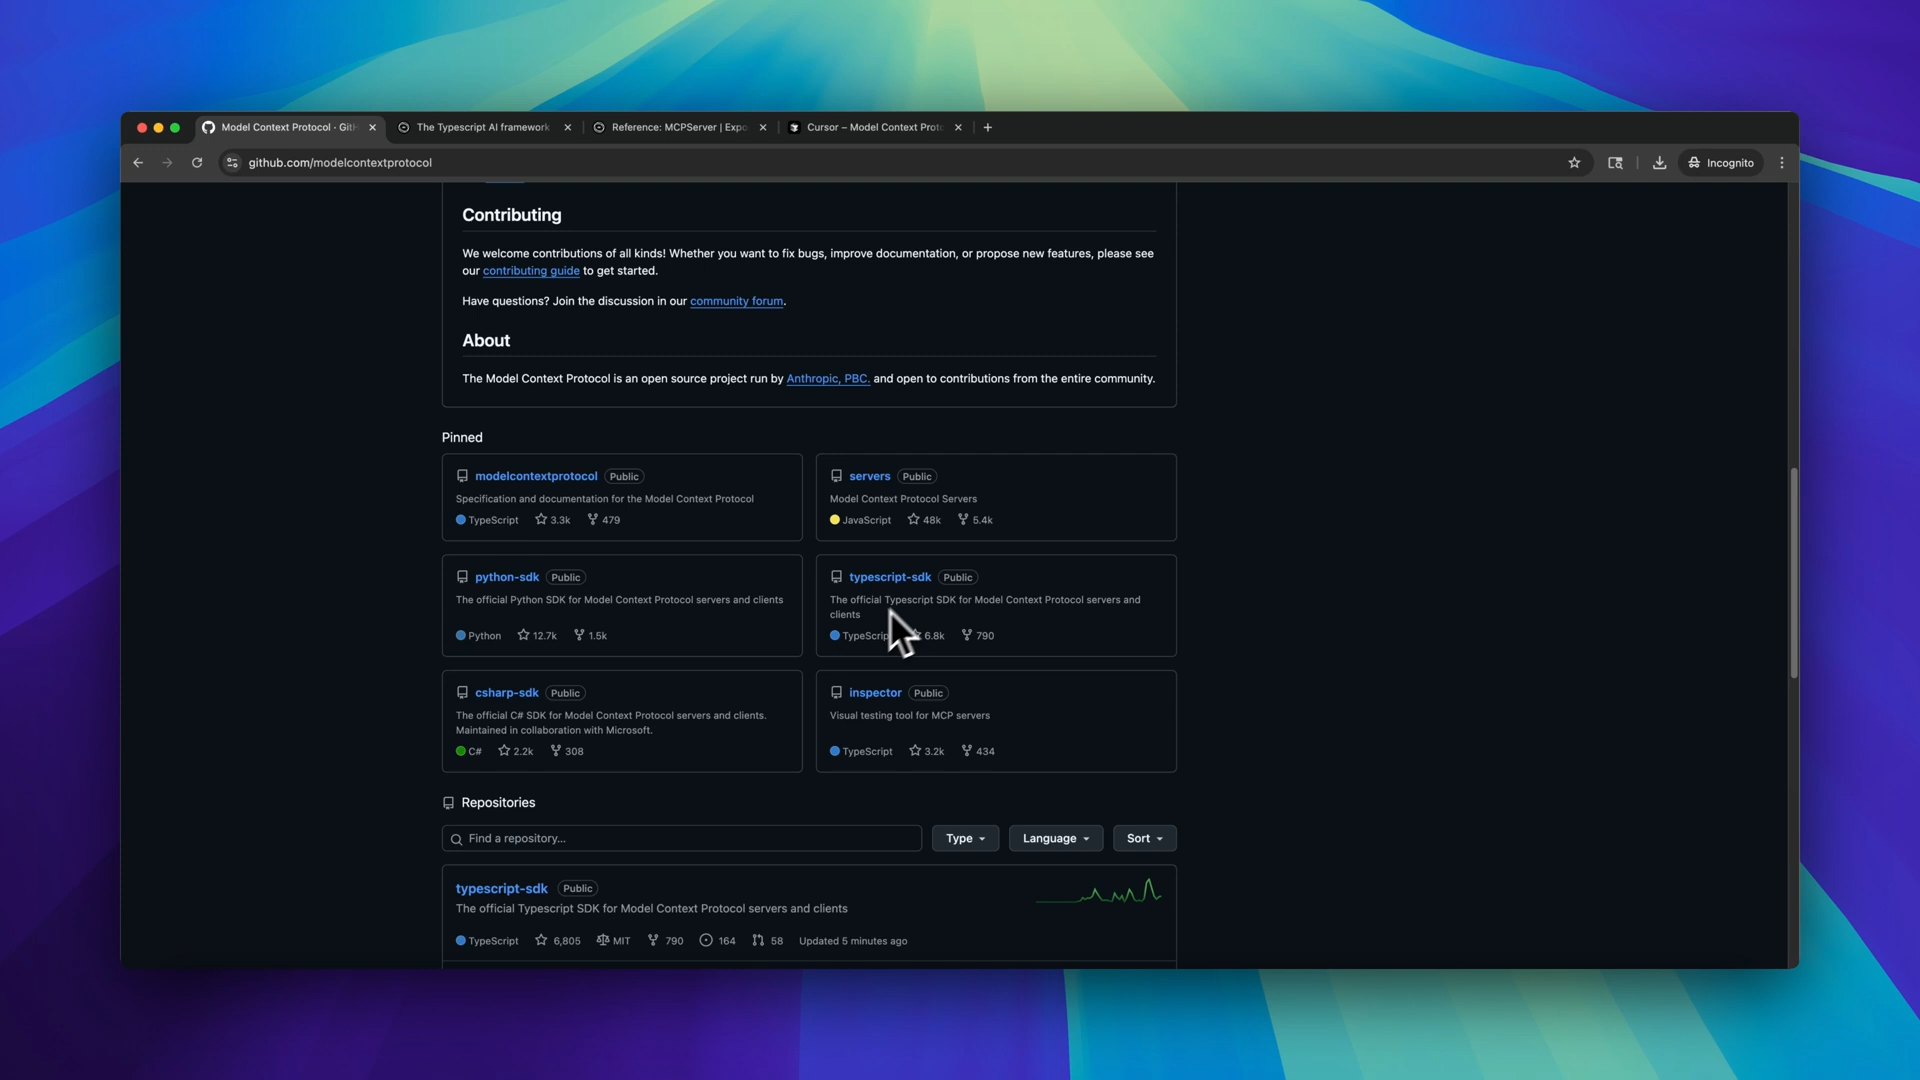 Model Context Protocol · Gith
The Typescript AI framework
Reference: MCPServer | Expo
Cursor – Model Context Proto
github.com/modelcontextprotocol
Incognito
Contributing
We welcome contributions of all kinds! Whether you want to fix bugs, improve documentation, or propose new features, please see
our contributing guide to get started.
Have questions? Join the discussion in our community forum.
About
The Model Context Protocol is an open source project run by Anthropic, PBC. and open to contributions from the entire community.
Pinned
modelcontextprotocol Public
Specification and documentation for the Model Context Protocol
TypeScript 3.3k 479
servers Public
Model Context Protocol Servers
JavaScript 48k 5.4k
python-sdk Public
The official Python SDK for Model Context Protocol servers and clients
Python 12.7k 1.5k
typescript-sdk Public
The official Typescript SDK for Model Context Protocol servers and
clients
TypeScrip 6.8k 790
csharp-sdk Public
The official C# SDK for Model Context Protocol servers and clients.
Maintained in collaboration with Microsoft.
C# 2.2k 308
inspector Public
Visual testing tool for MCP servers
TypeScript 3.2k 434
Repositories
Find a repository... Type Language Sort
typescript-sdk Public
The official Typescript SDK for Model Context Protocol servers and clients
TypeScript 6,805 MIT 790 164 58 Updated 5 minutes ago